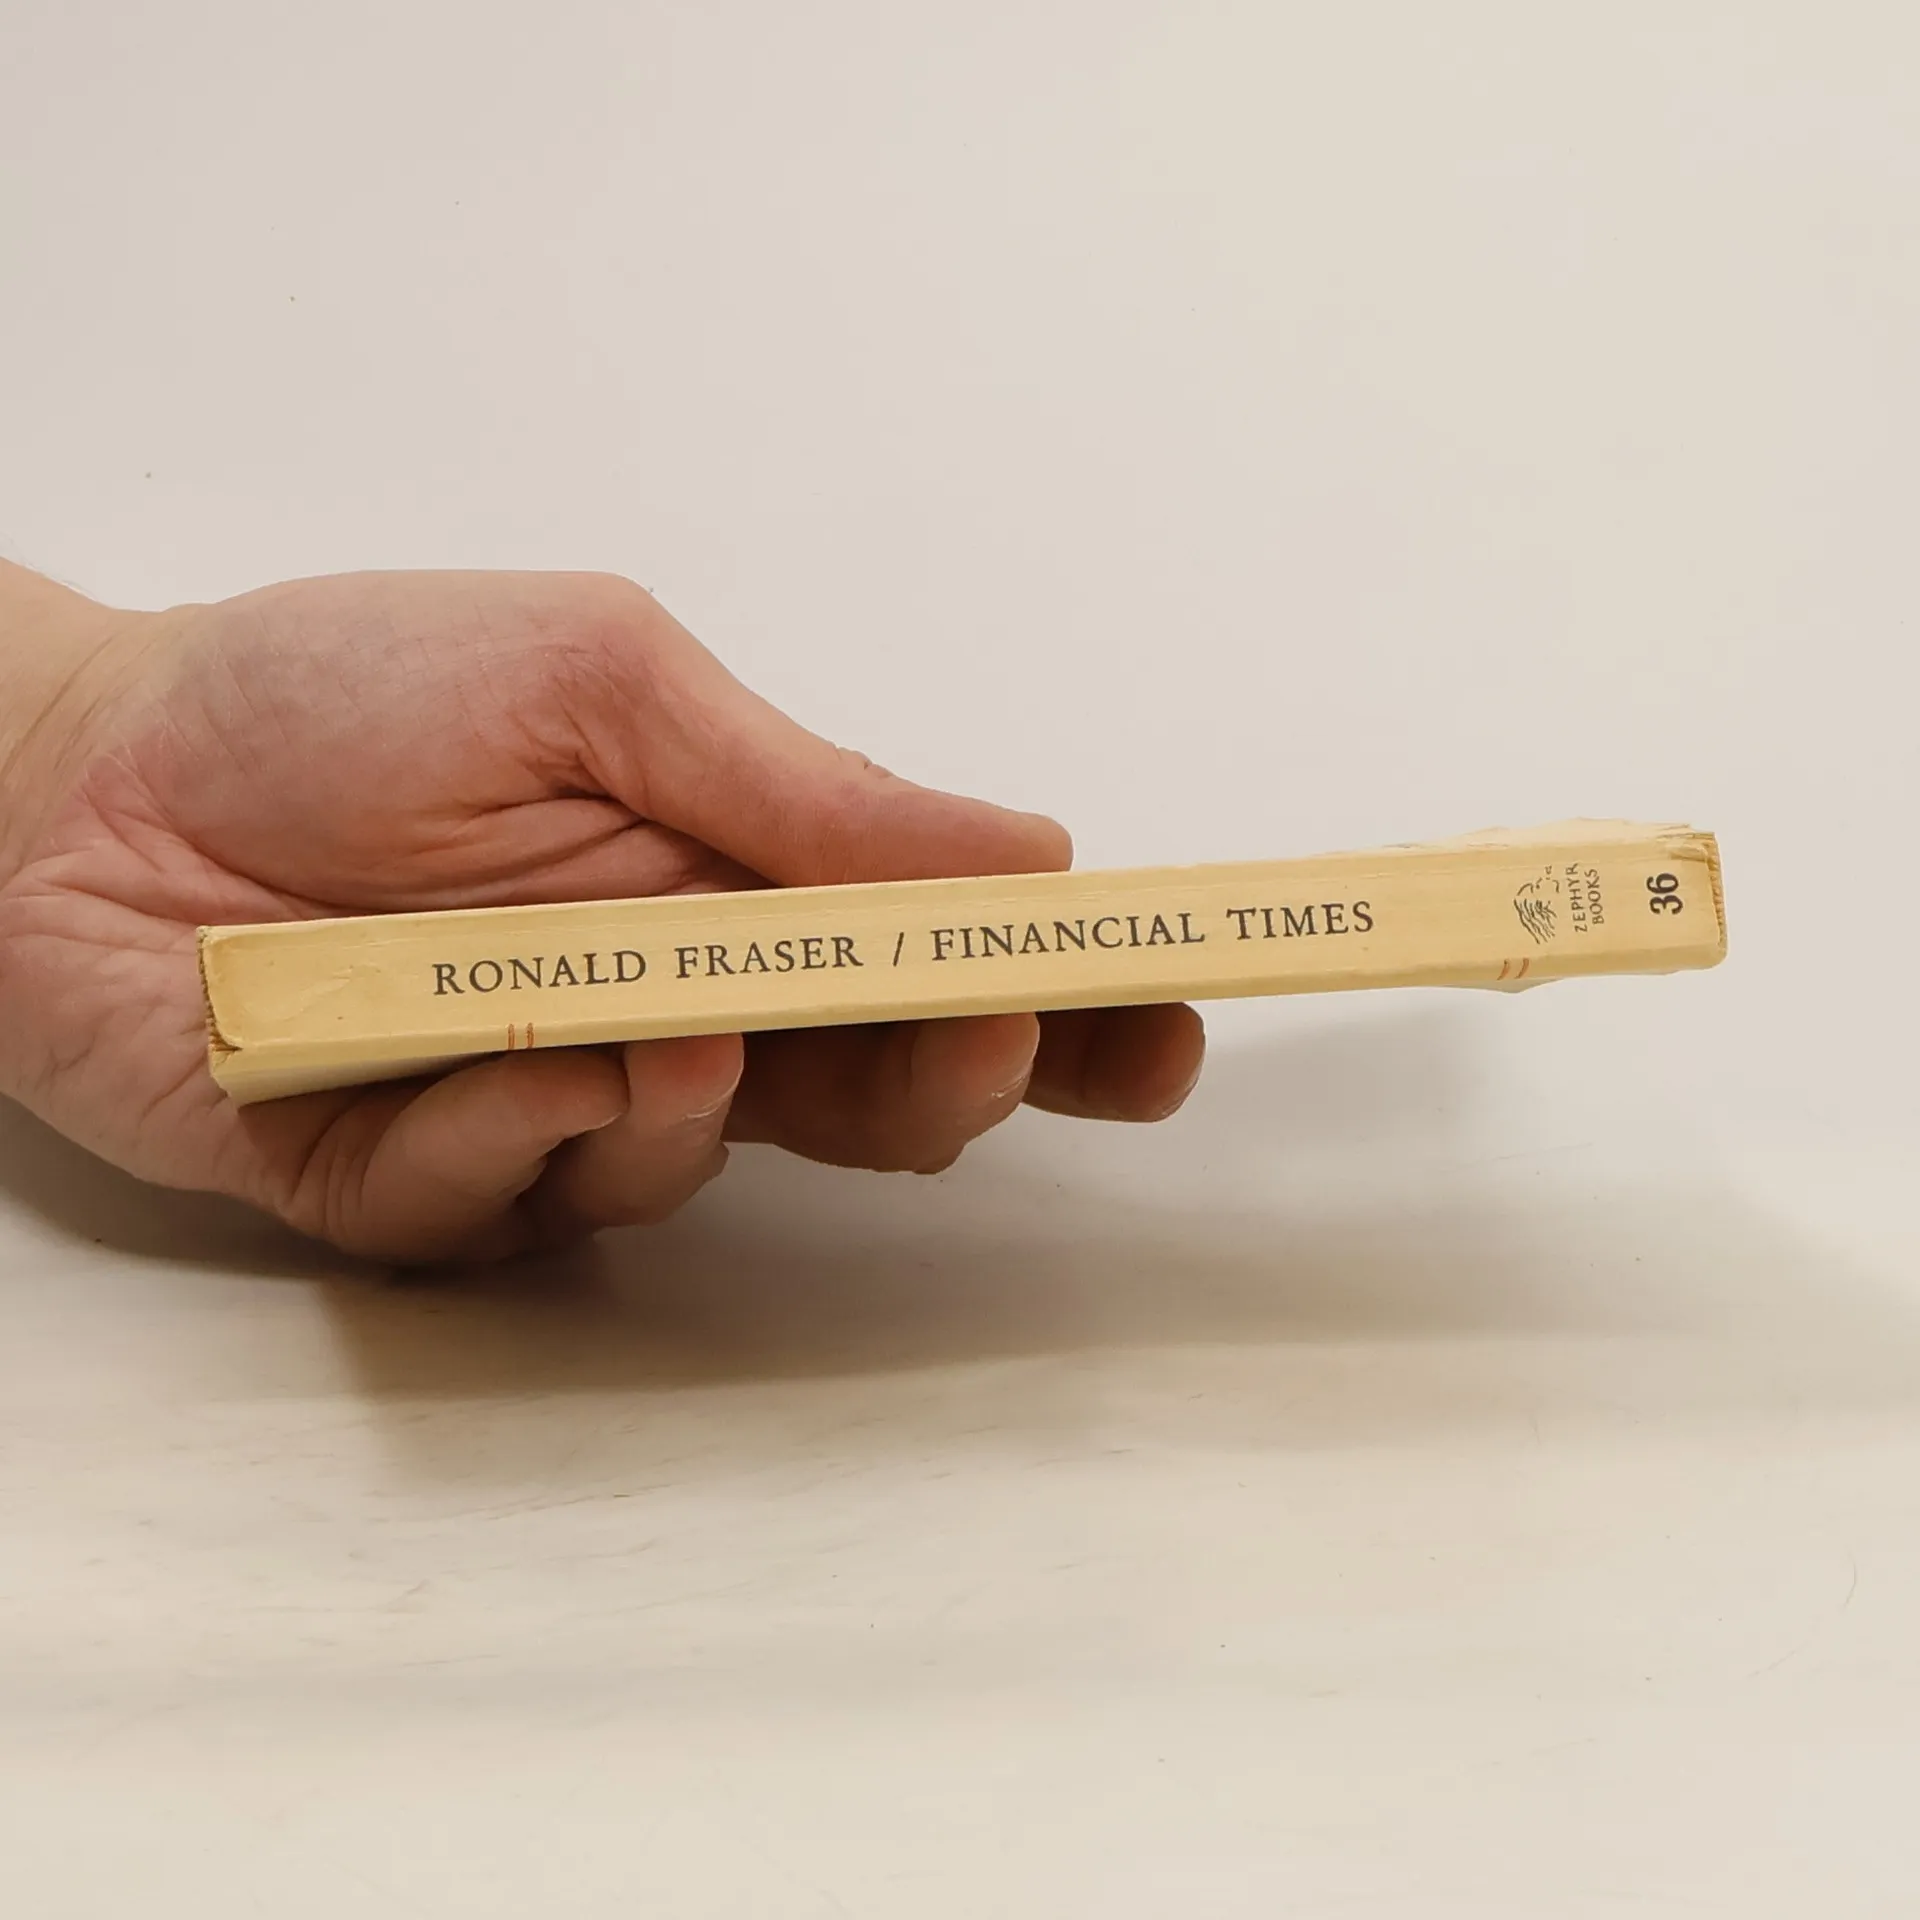 RONALD FRASER / FINANCIAL TIMES
ZEPHYR
BOOKS
36